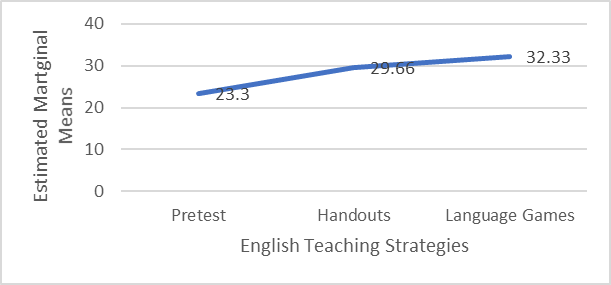 40
30
20
10
0
Estimated Martginal
Means
23.3
29.66
32.33
Pretest
Handouts
Language Games
English Teaching Strategies